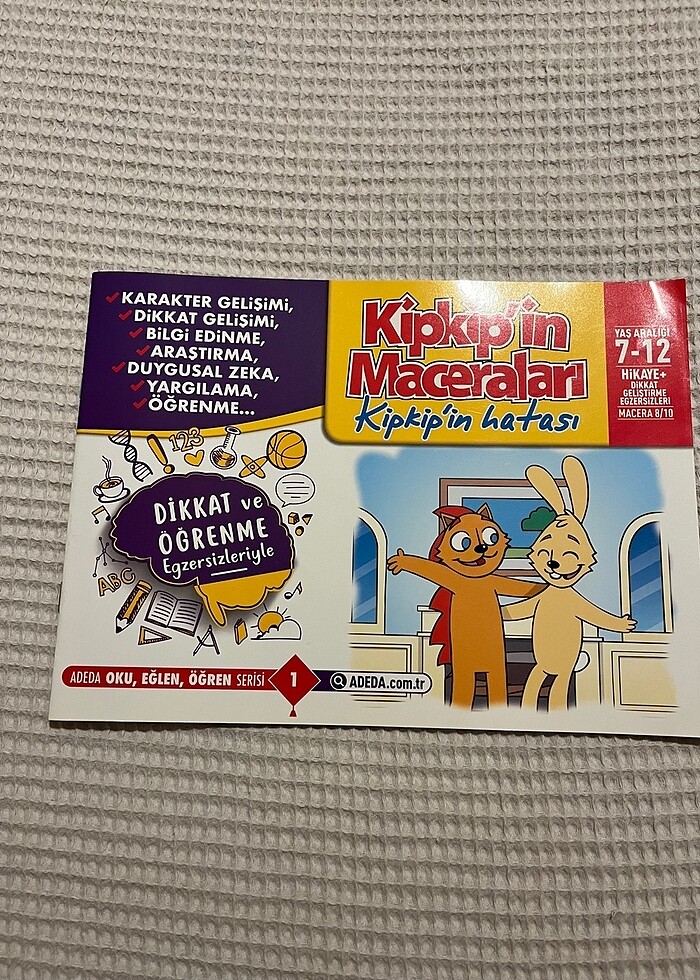 KARAKTER GELİŞİMİ,
DİKKAT GELİŞİMİ,
BİLGİ EDİNME,
ARAŞTIRMA,
DUYGUSAL ZEKA,
YARGILAMA,
ÖĞRENME...
Kipkip'in
Maceraları
Kipkip'in hatası
YAŞ ARALIĞI
7-12
HİKAYE+
DİKKAT
GELİŞTİRME
EGZERSİZLERİ
MACERA 8/10
123
DİKKAT ve
ÖĞRENME
Egzersizleriyle
ABC
ADEDA OKU, EĞLEN, ÖĞREN SERİSİ 1 ADEDA.com.tr